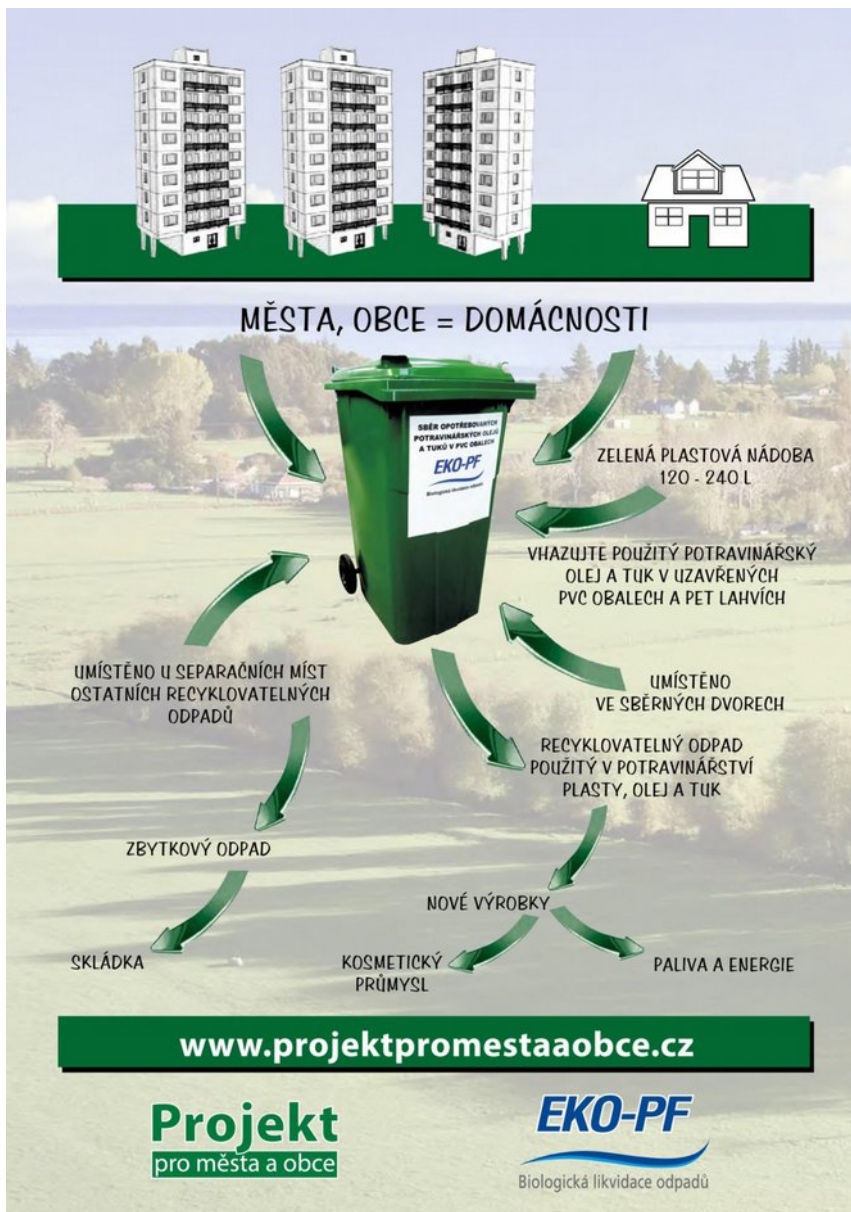 MĚSTA, OBCE = DOMÁCNOSTI
SBĚR OPOTŘEBOVANÝCH
POTRAVINÁŘSKÝCH OLEJŮ
A TUKŮ V PVC OBALECH
EKO-PF
Biologická likvidace odpadů
ZELENÁ PLASTOVÁ NÁDOBA
120 - 240 L
VHAZUJTE POUŽITÝ POTRAVINÁŘSKÝ
OLEJ A TUK V UZAVŘENÝCH
PVC OBALECH A PET LAHVÍCH
UMÍSTĚNO U SEPARAČNÍCH MÍST
OSTATNÍCH RECYKLOVATELNÝCH
ODPADŮ
UMÍSTĚNO
VE SBĚRNÝCH DVORECH
RECYKLOVATELNÝ ODPAD
POUŽITÝ V POTRAVINÁŘSTVÍ
PLASTY, OLEJ A TUK
ZBYTKOVÝ ODPAD
NOVÉ VÝROBKY
SKLÁDKA
KOSMETICKÝ
PRŮMYSL
PALIVA A ENERGIE
www.projektpromestaaobce.cz
Projekt
pro města a obce
EKO-PF
Biologická likvidace odpadů